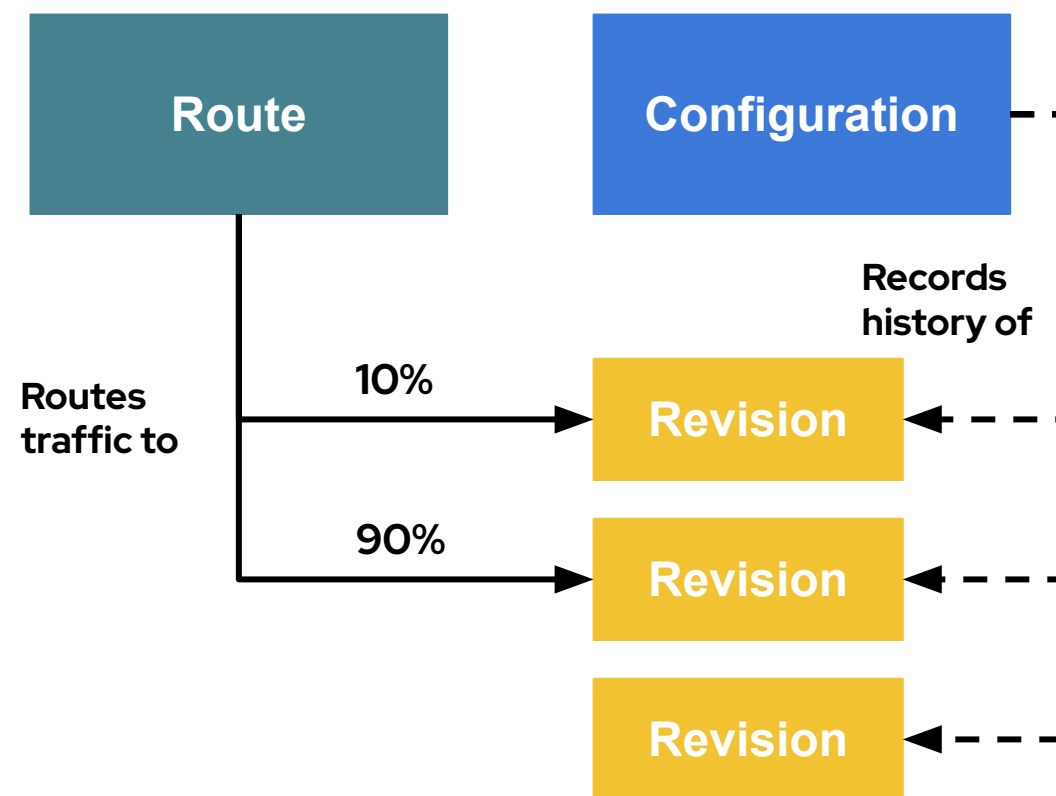 Route
Configuration
Records
history of
Routes
traffic to
10%
Revision
90%
Revision
Revision